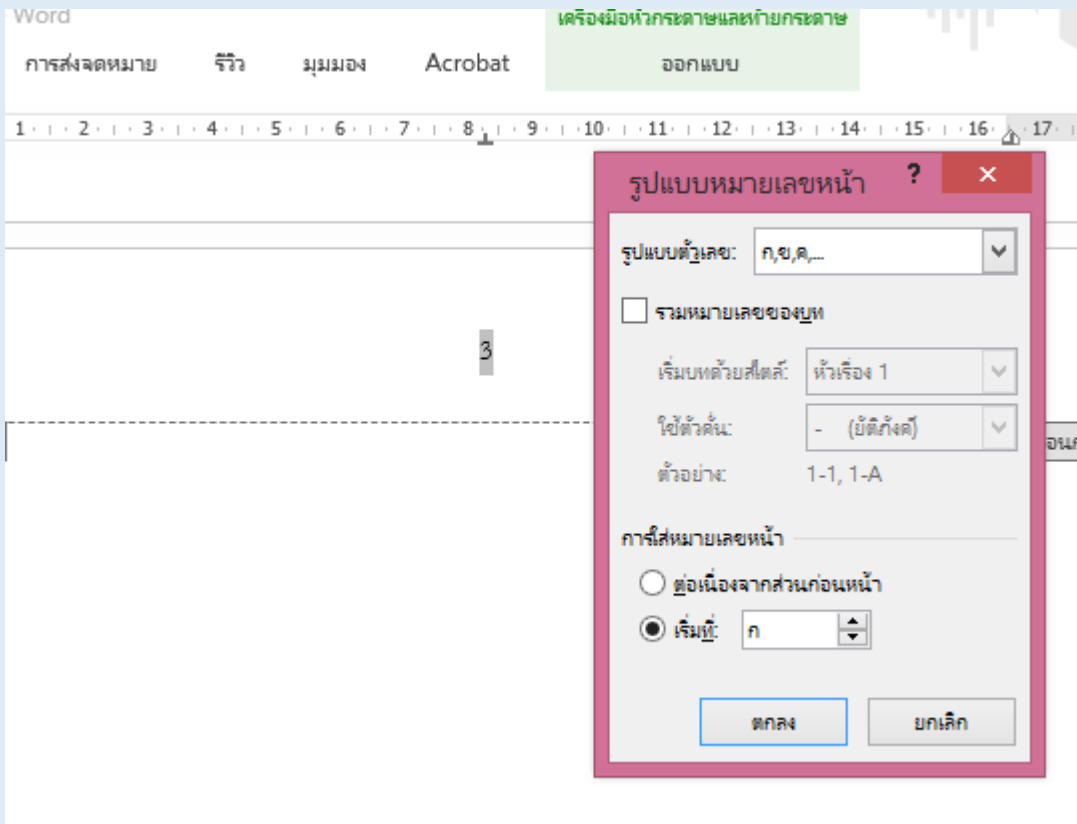 Word
เครื่องมือหัวกระดาษและท้ายกระดาษ
การส่งจดหมาย รีวิว มุมมอง Acrobat ออกแบบ
1 2 3 4 5 6 7 8 9 10 11 12 13 14 15 16 17
รูปแบบหมายเลขหน้า ? ×
รูปแบบตัวเลข: ก,ข,ค,...
รวมหมายเลขของบท
3
เริ่มบทด้วยสไตล์: หัวเรื่อง 1
ใช้ตัวคั่น: - (ยัติภังค์)
ตัวอย่าง: 1-1, 1-A
การใส่หมายเลขหน้า
ต่อเนื่องจากส่วนก่อนหน้า
เริ่มที่: ก
ตกลง ยกเลิก